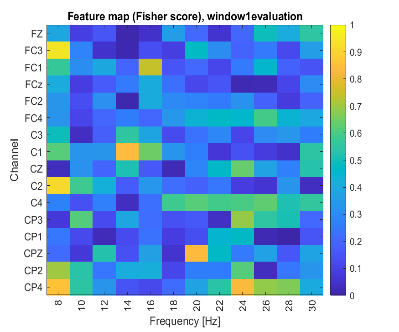 Feature map (Fisher score), window1evaluation
FZ
FC3
FC1
FCz
FC2
FC4
C3
C1
CZ
C2
C4
CP3
CP1
CPZ
CP2
CP4
Channel
8 10 12 14 16 18 20 22 24 26 28 30
Frequency [Hz]
1
0.9
0.8
0.7
0.6
0.5
0.4
0.3
0.2
0.1
0